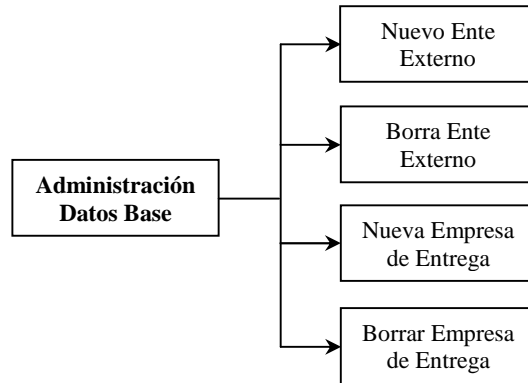 Nuevo Ente
Externo
Borra Ente
Externo
Administración
Datos Base
Nueva Empresa
de Entrega
Borrar Empresa
de Entrega